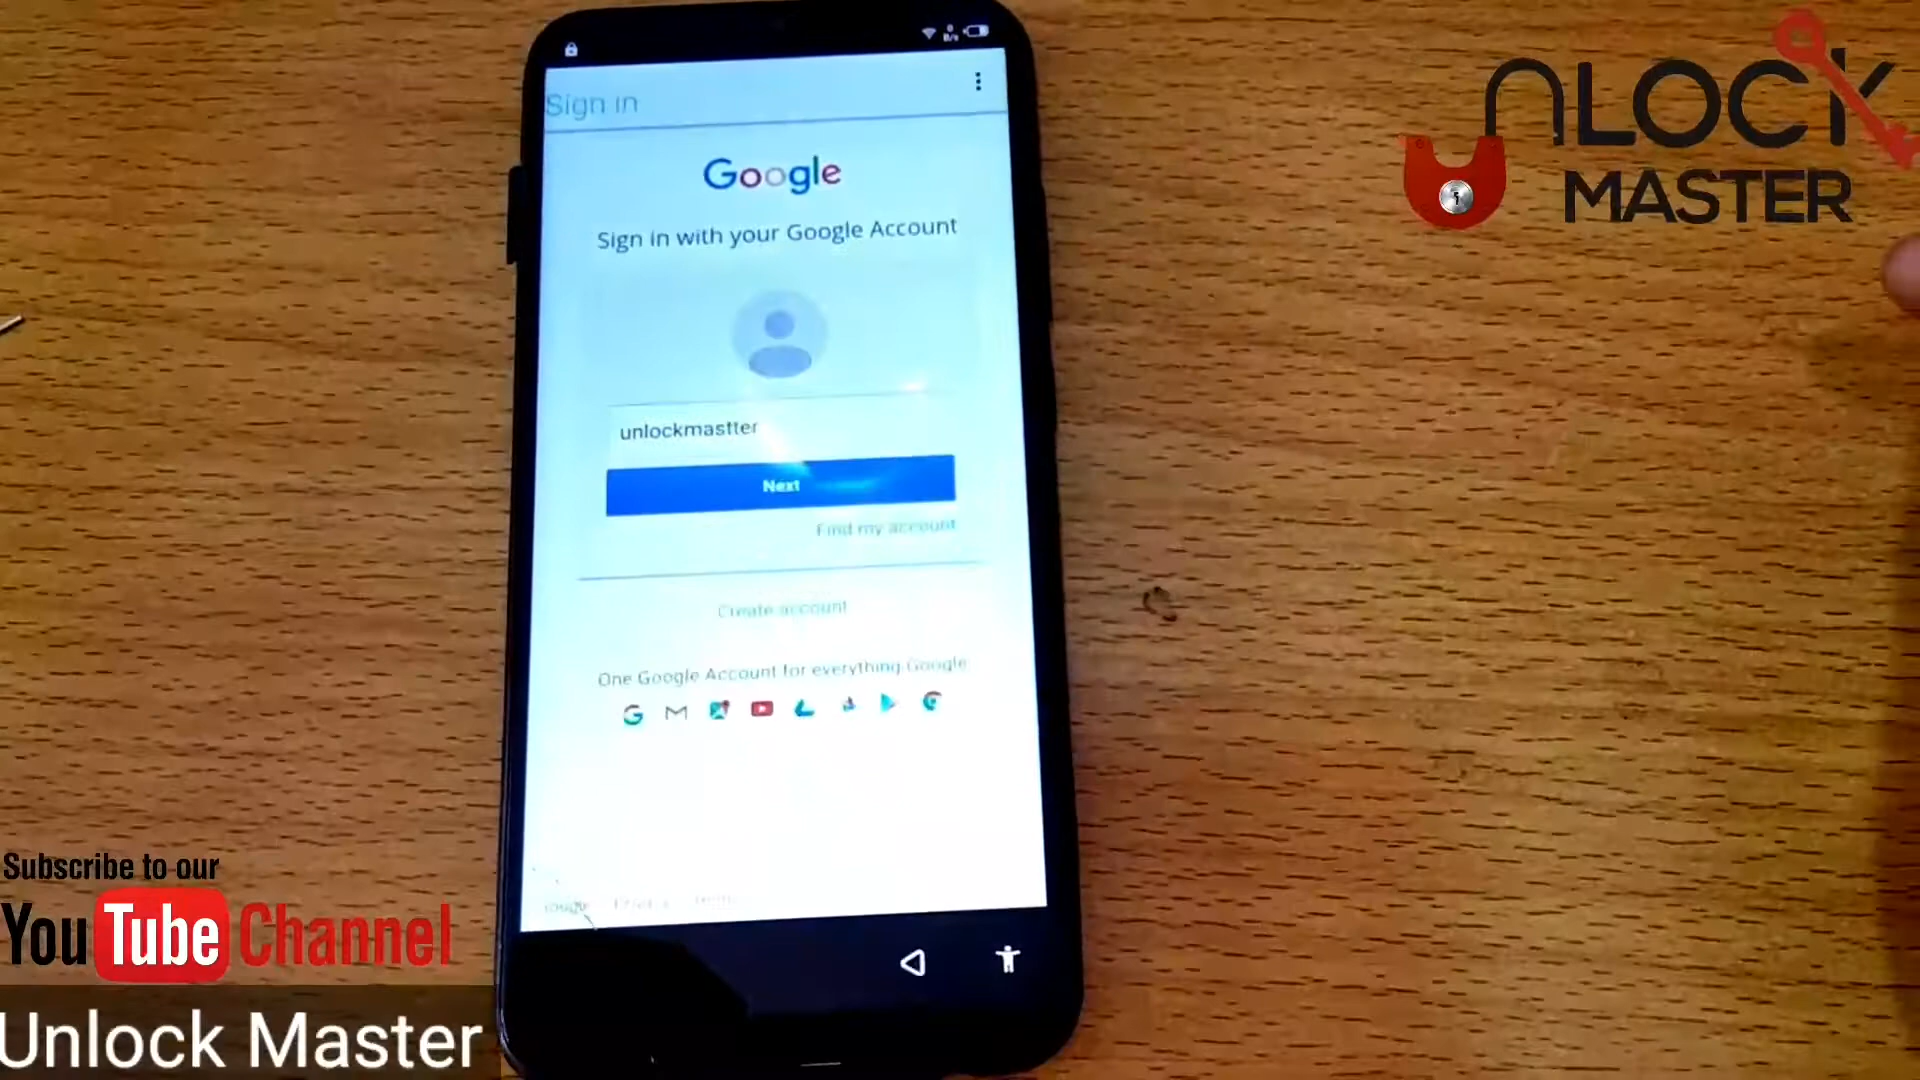 Sign in
Google
Sign in with your Google Account
unlockmastter
Next
Find my account
Create account
One Google Account for everything Google
UNLOCK
MASTER
Subscribe to our
YouTube Channel
Unlock Master